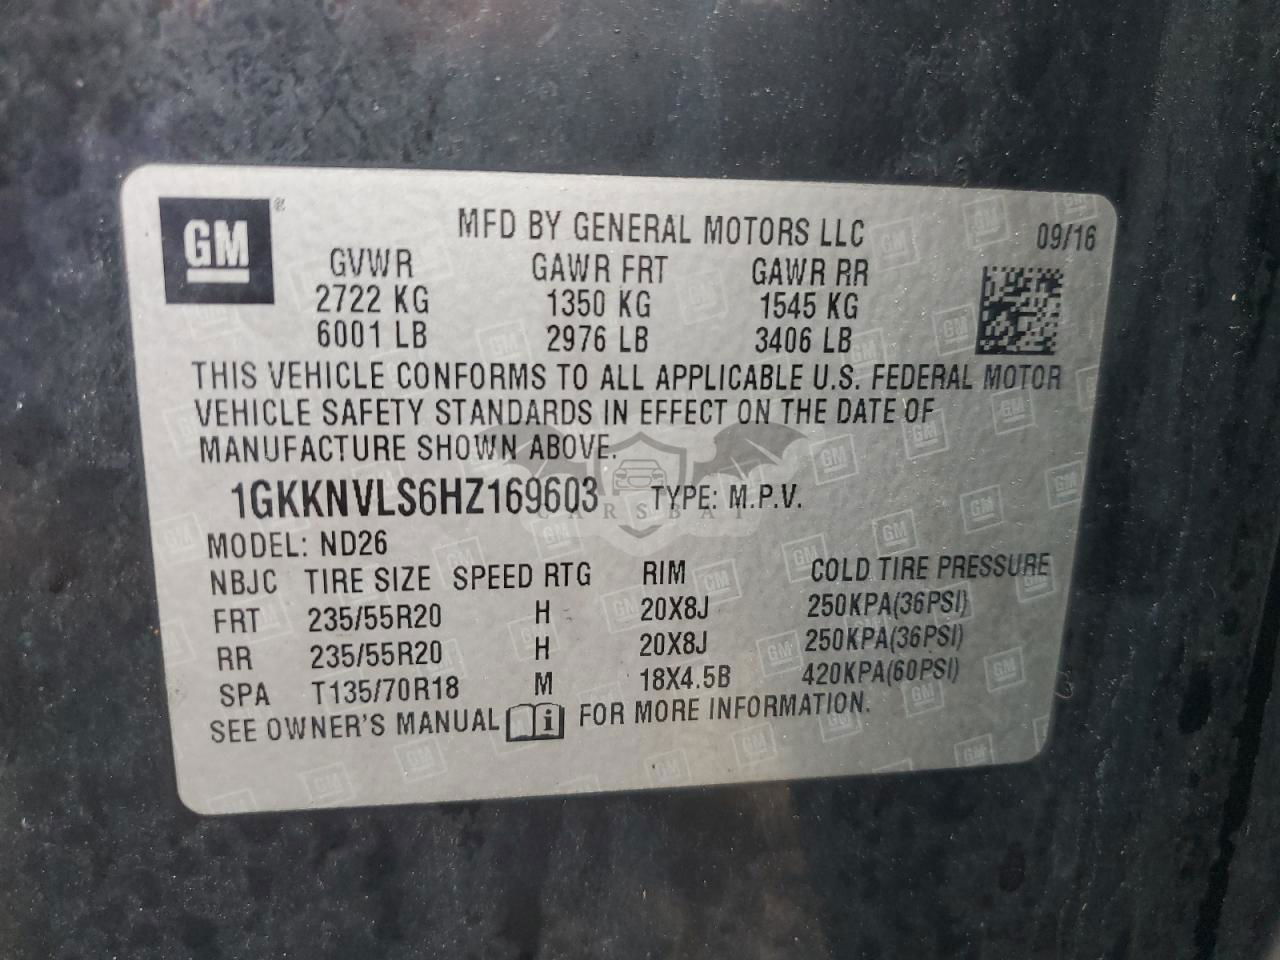 GM®
MFD BY GENERAL MOTORS LLC 09/16
GVWR GAWR FRT GAWR RR
2722 KG 1350 KG 1545 KG
6001 LB 2976 LB 3406 LB
THIS VEHICLE CONFORMS TO ALL APPLICABLE U.S. FEDERAL MOTOR
VEHICLE SAFETY STANDARDS IN EFFECT ON THE DATE OF
MANUFACTURE SHOWN ABOVE.
1GKKNVLS6HZ169603 TYPE: M.P.V.
CARSBAT
MODEL: ND26
NBJC TIRE SIZE SPEED RTG RIM COLD TIRE PRESSURE
FRT 235/55R20 H 20X8J 250KPA(36PSI)
RR 235/55R20 H 20X8J 250KPA(36PSI)
SPA T135/70R18 M 18X4.5B 420KPA(60PSI)
SEE OWNER'S MANUAL i FOR MORE INFORMATION.